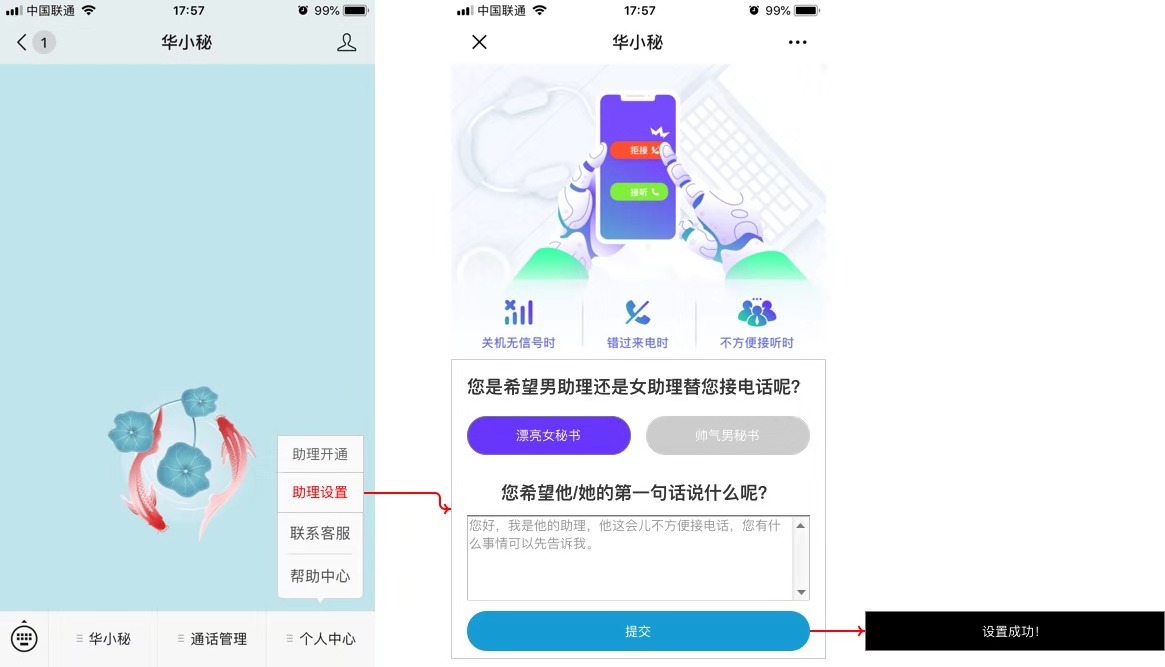 中国联通
17:57
99%
1
华小秘
助理开通
助理设置
联系客服
帮助中心
华小秘
通话管理
个人中心
中国联通
17:57
99%
华小秘
拒接
接听
关机无信号时
错过来电时
不方便接听时
您是希望男助理还是女助理替您接电话呢?
漂亮女秘书
帅气男秘书
您希望他/她的第一句话说什么呢?
您好，我是他的助理，他这会儿不方便接电话，您有什
么事情可以先告诉我。
提交
设置成功!